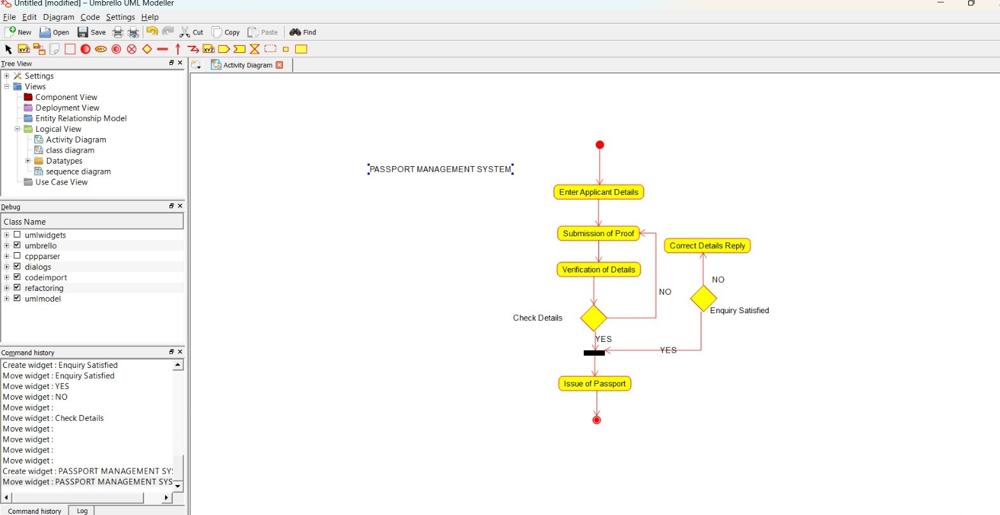 Untitled [modified] – Umbrello UML Modeller
File Edit Diagram Code Settings Help
New Open Save Cut Copy Paste Find
XYZ ABC XYZ
Tree View
Settings
Views
Component View
Deployment View
Entity Relationship Model
Logical View
Activity Diagram
class diagram
Datatypes
sequence diagram
Use Case View
Debug
Class Name
umlwidgets
umbrello
cppparser
dialogs
codeimport
refactoring
umlmodel
Command history
Create widget : Enquiry Satisfied
Move widget : Enquiry Satisfied
Move widget : YES
Move widget : NO
Move widget :
Move widget : Check Details
Move widget :
Move widget :
Move widget :
Move widget :
Create widget : PASSPORT MANAGEMENT SY
Move widget : PASSPORT MANAGEMENT SYS
Command history Log
Activity Diagram
PASSPORT MANAGEMENT SYSTEM
Enter Applicant Details
Submission of Proof
Correct Details Reply
Verification of Details
NO
NO
Enquiry Satisfied
Check Details
YES
YES
Issue of Passport